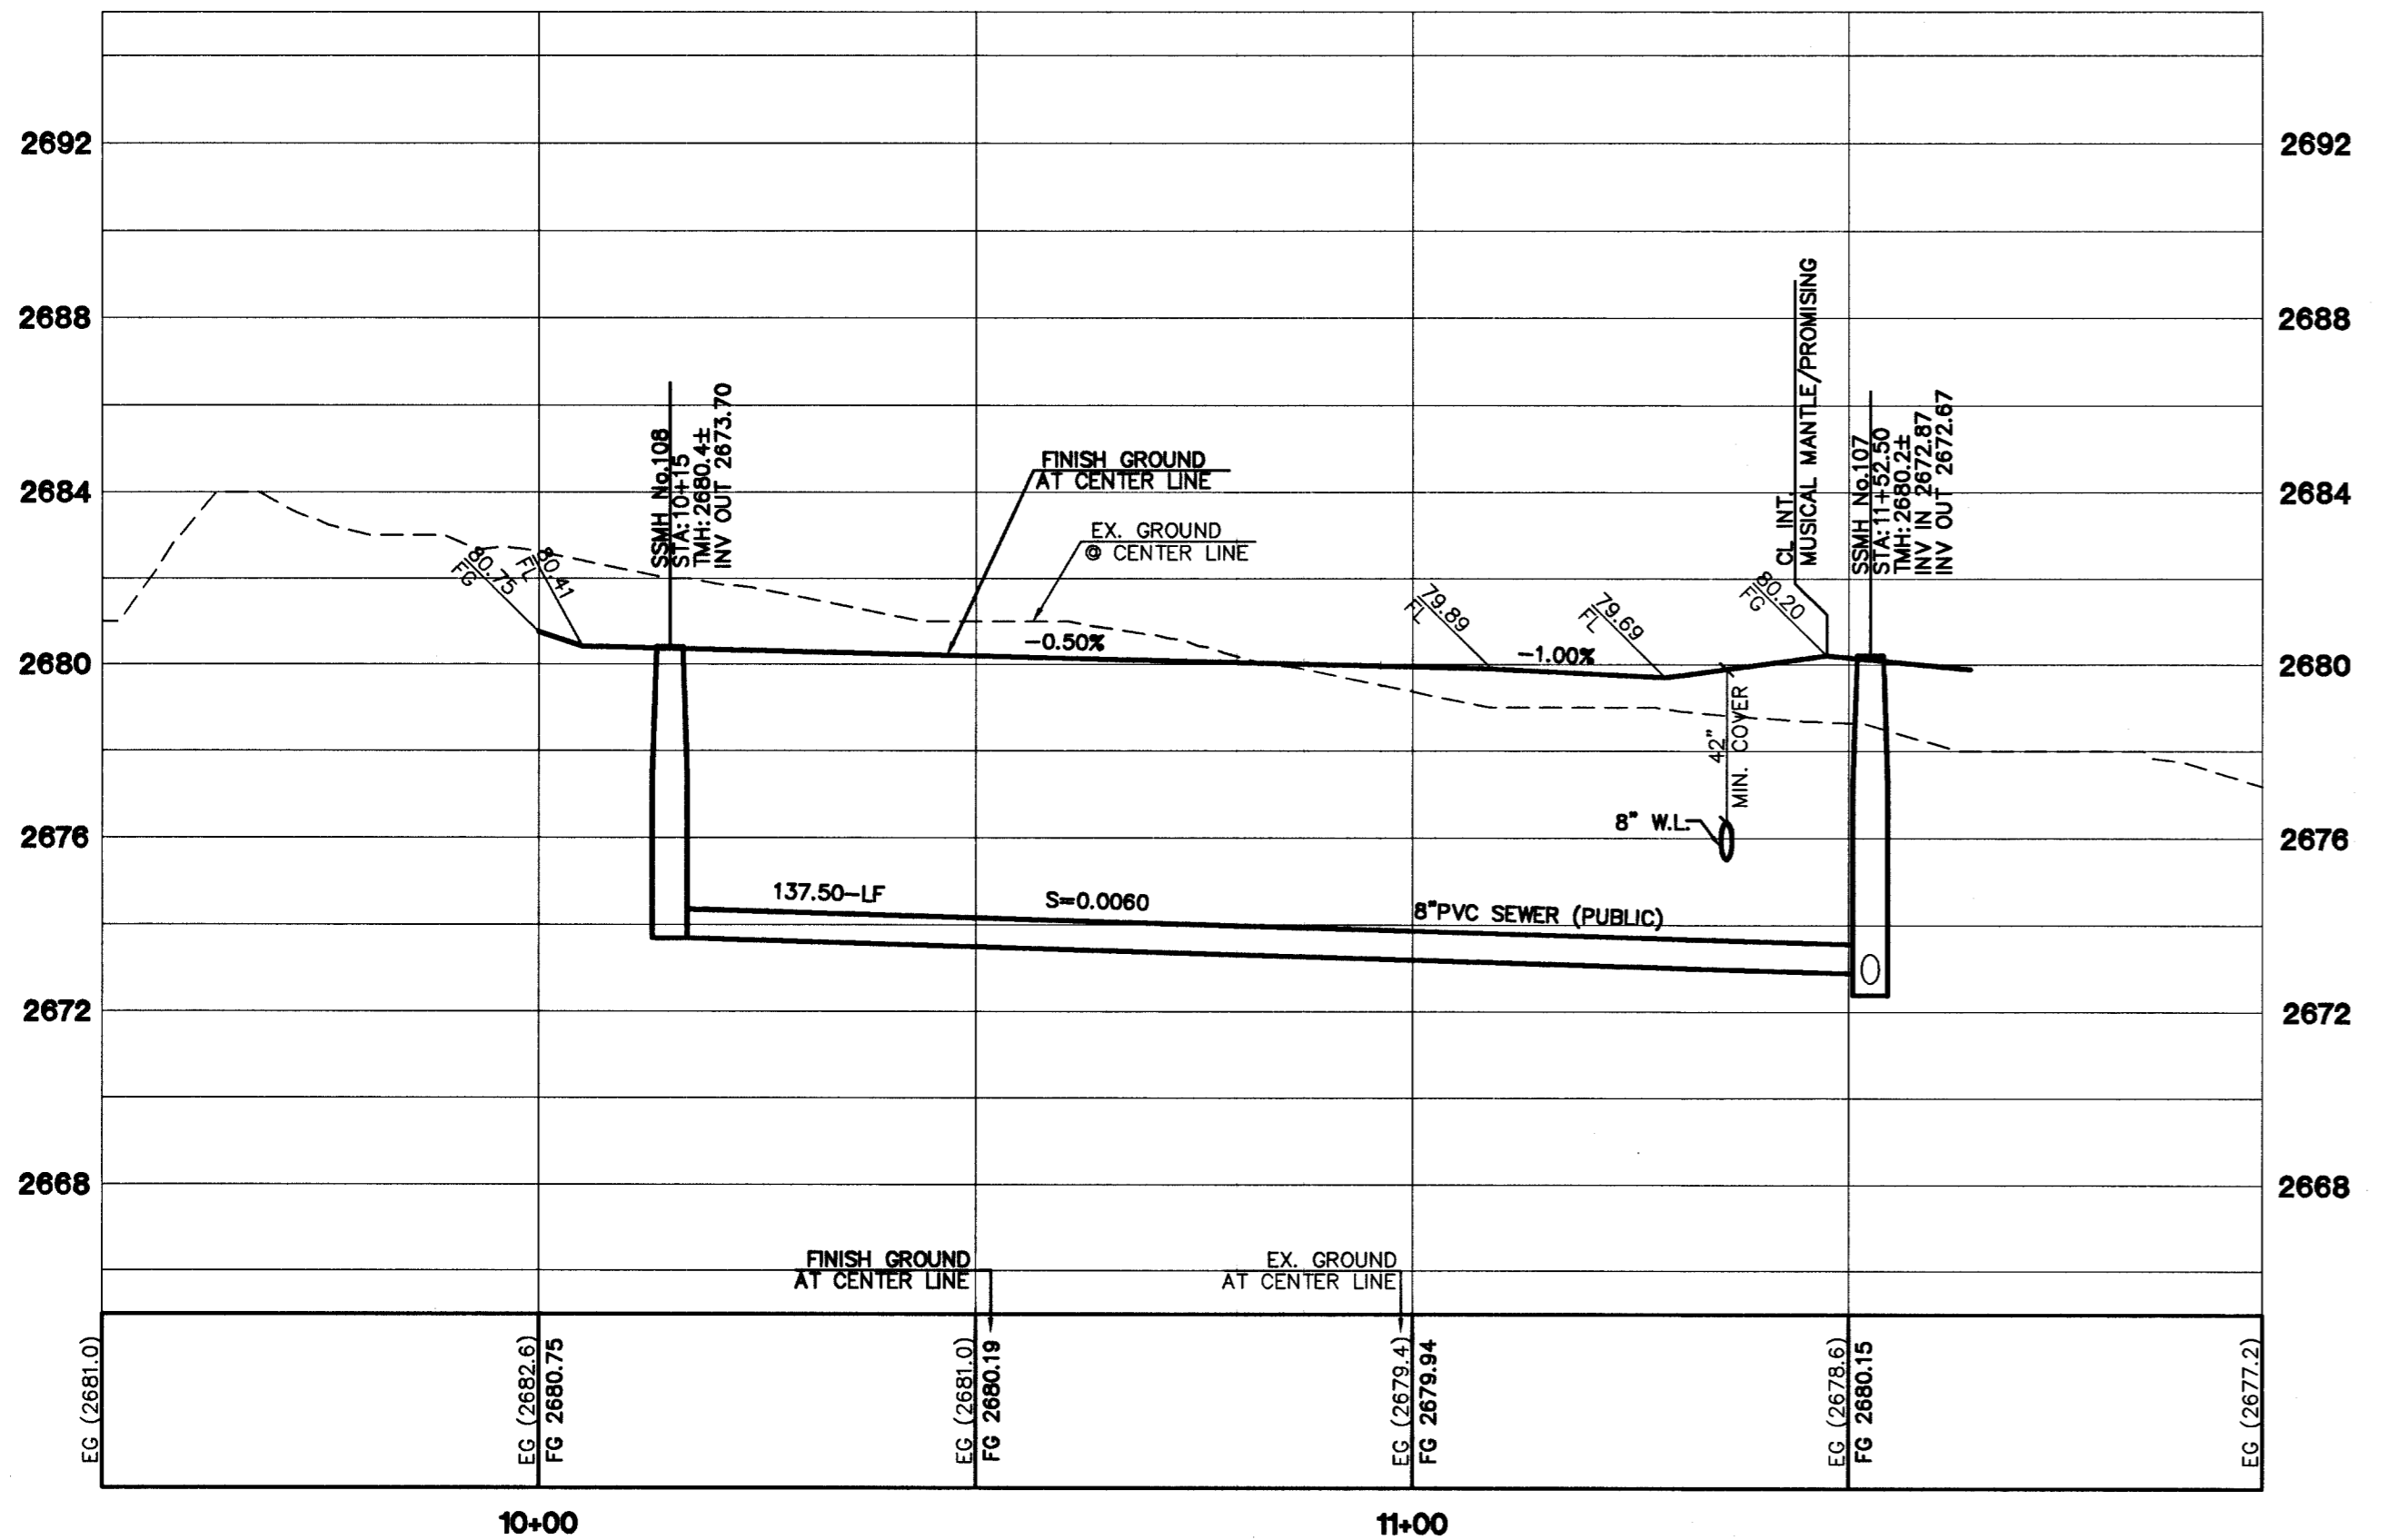 2692
2692
2688
2688
2684
2684
2680
2680
2676
2676
2672
2672
2668
2668
80.75
FG
80.41
FL
SSMH No.108
STA:10+15
TMH:2680.4±
INV OUT 2673.70
FINISH GROUND
AT CENTER LINE
EX. GROUND
@ CENTER LINE
-0.50%
79.89
FL
-1.00%
79.69
FL
80.20
FG
CL INT.
MUSICAL MANTLE/PROMISING
SSMH No.107
STA:11+52.50
TMH:2680.2±
INV IN 2672.87
INV OUT 2672.67
42"
MIN. COVER
8" W.L.
137.50-LF
S=0.0060
8"PVC SEWER (PUBLIC)
FINISH GROUND
AT CENTER LINE
EX. GROUND
AT CENTER LINE
EG (2681.0)
EG (2682.6)
FG 2680.75
EG (2681.0)
FG 2680.19
EG (2679.4)
FG 2679.94
EG (2678.6)
FG 2680.15
EG (2677.2)
10+00
11+00